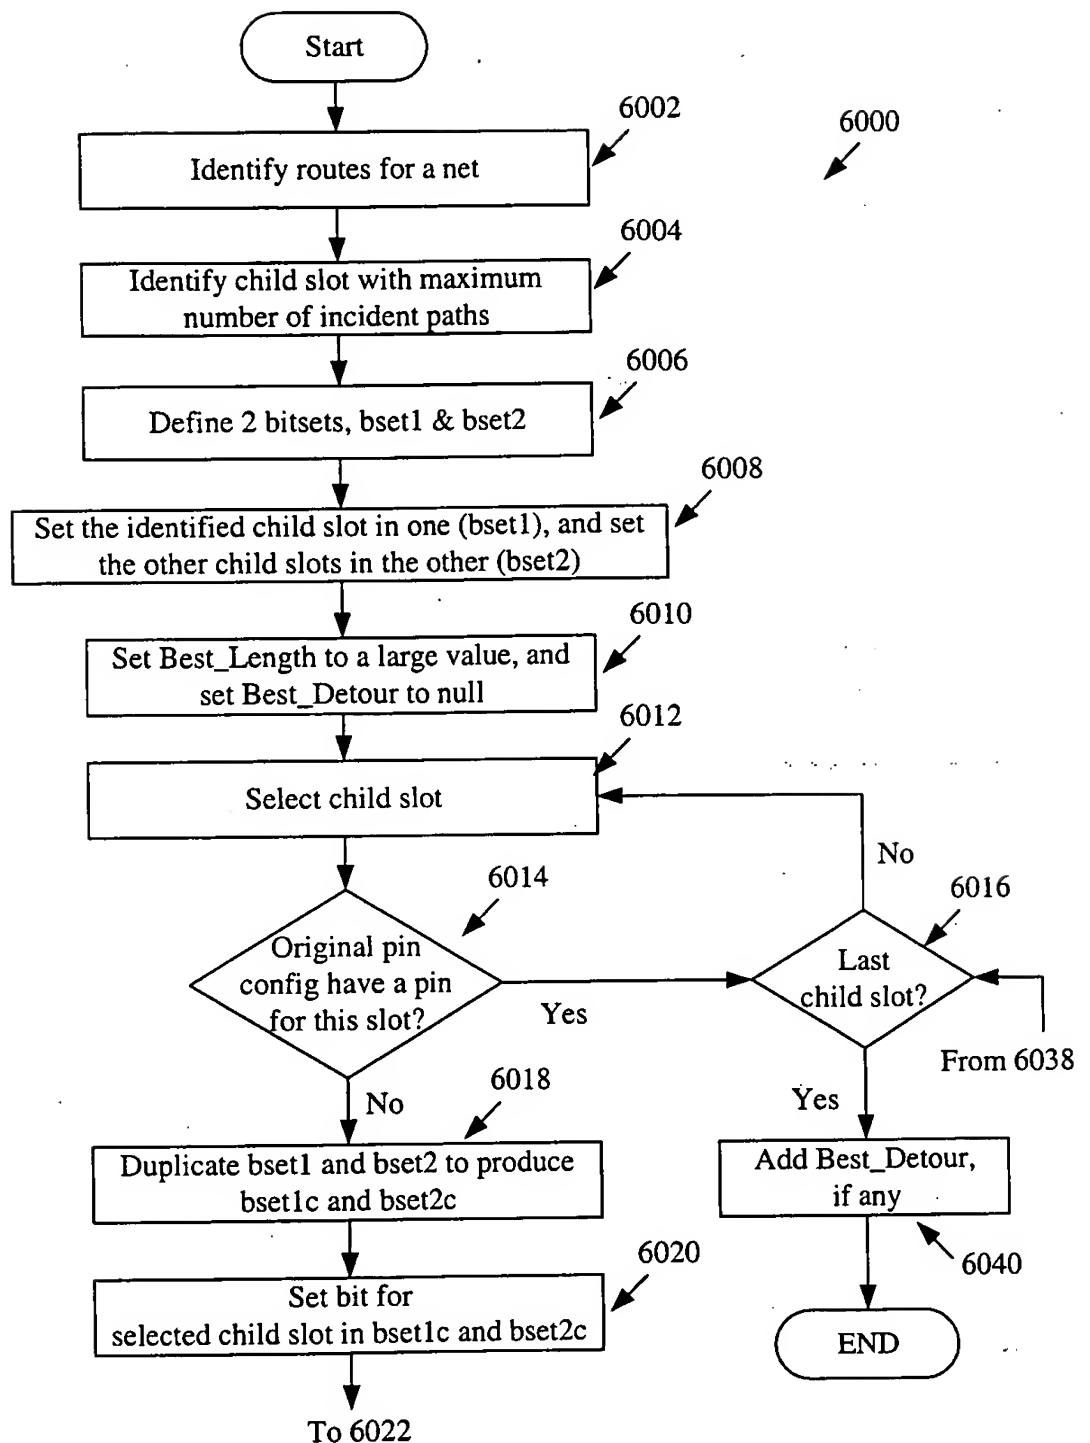 Start
6002
6000
Identify routes for a net
6004
Identify child slot with maximum
number of incident paths
6006
Define 2 bitsets, bset1 & bset2
6008
Set the identified child slot in one (bset1), and set
the other child slots in the other (bset2)
6010
Set Best_Length to a large value, and
set Best_Detour to null
6012
Select child slot
No
6014
6016
Original pin
config have a pin
for this slot?
Last
child slot?
Yes
From 6038
6018
No
Yes
Duplicate bset1 and bset2 to produce
bset1c and bset2c
Add Best_Detour,
if any
6020
6040
Set bit for
selected child slot in bset1c and bset2c
END
To 6022